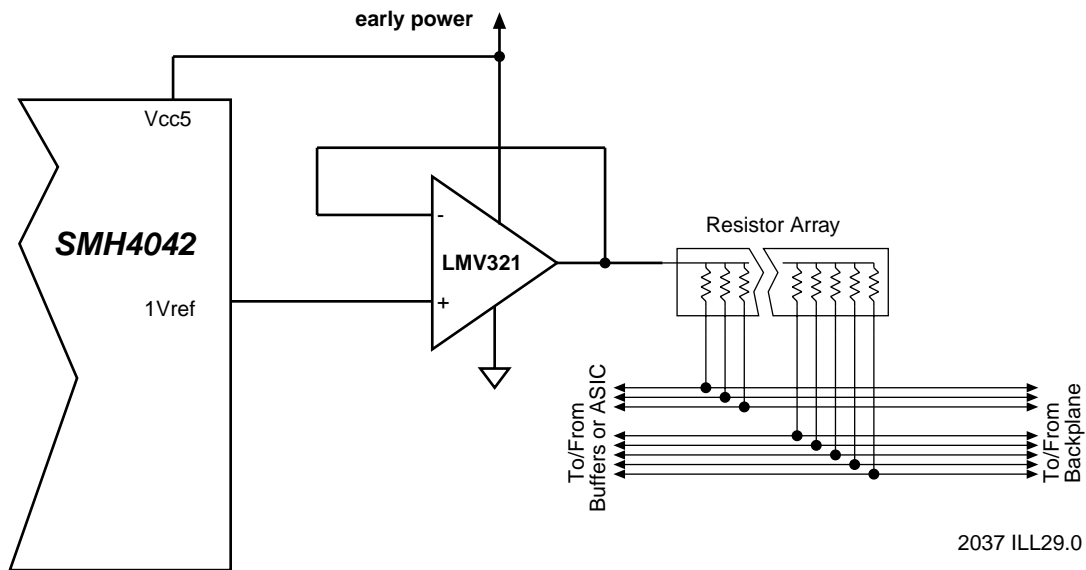 early power
Vcc5
SMH4042
-
LMV321
+
1Vref
Resistor Array
To/From
Buffers or ASIC
To/From
Backplane
2037 ILL29.0